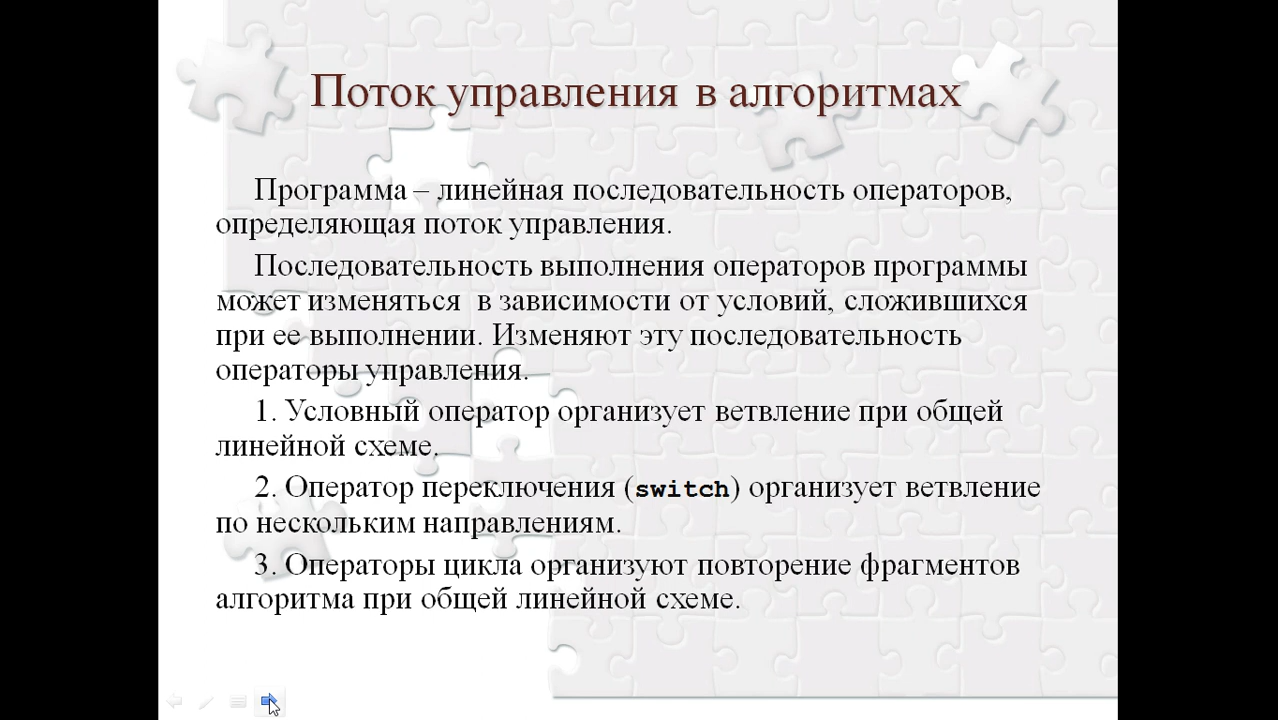 Поток управления в алгоритмах
Программа – линейная последовательность операторов,
определяющая поток управления.
Последовательность выполнения операторов программы
может изменяться в зависимости от условий, сложившихся
при ее выполнении. Изменяют эту последовательность
операторы управления.
1. Условный оператор организует ветвление при общей
линейной схеме.
2. Оператор переключения (switch) организует ветвление
по нескольким направлениям.
3. Операторы цикла организуют повторение фрагментов
алгоритма при общей линейной схеме.